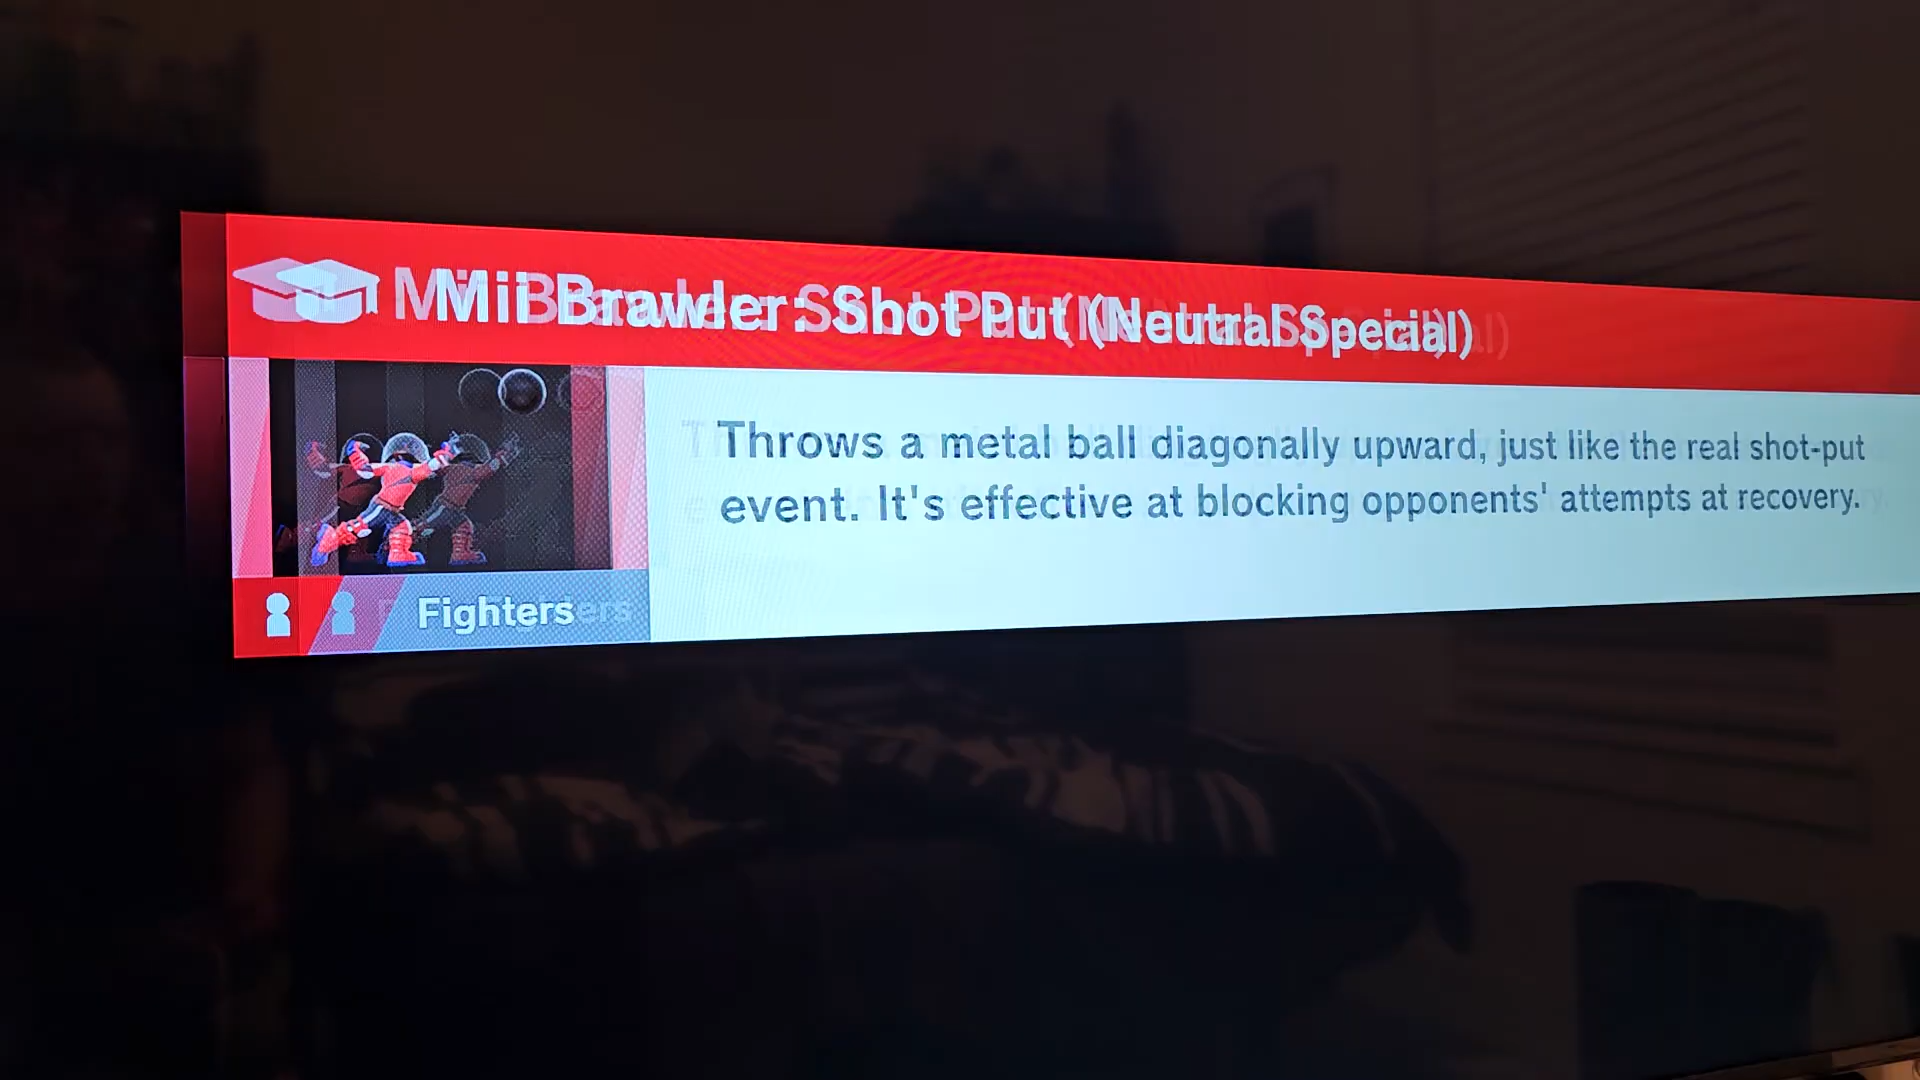 Mii Brawler: Shot Put (Neutral Special)
Throws a metal ball diagonally upward, just like the real shot-put
event. It's effective at blocking opponents' attempts at recovery.
Fighters